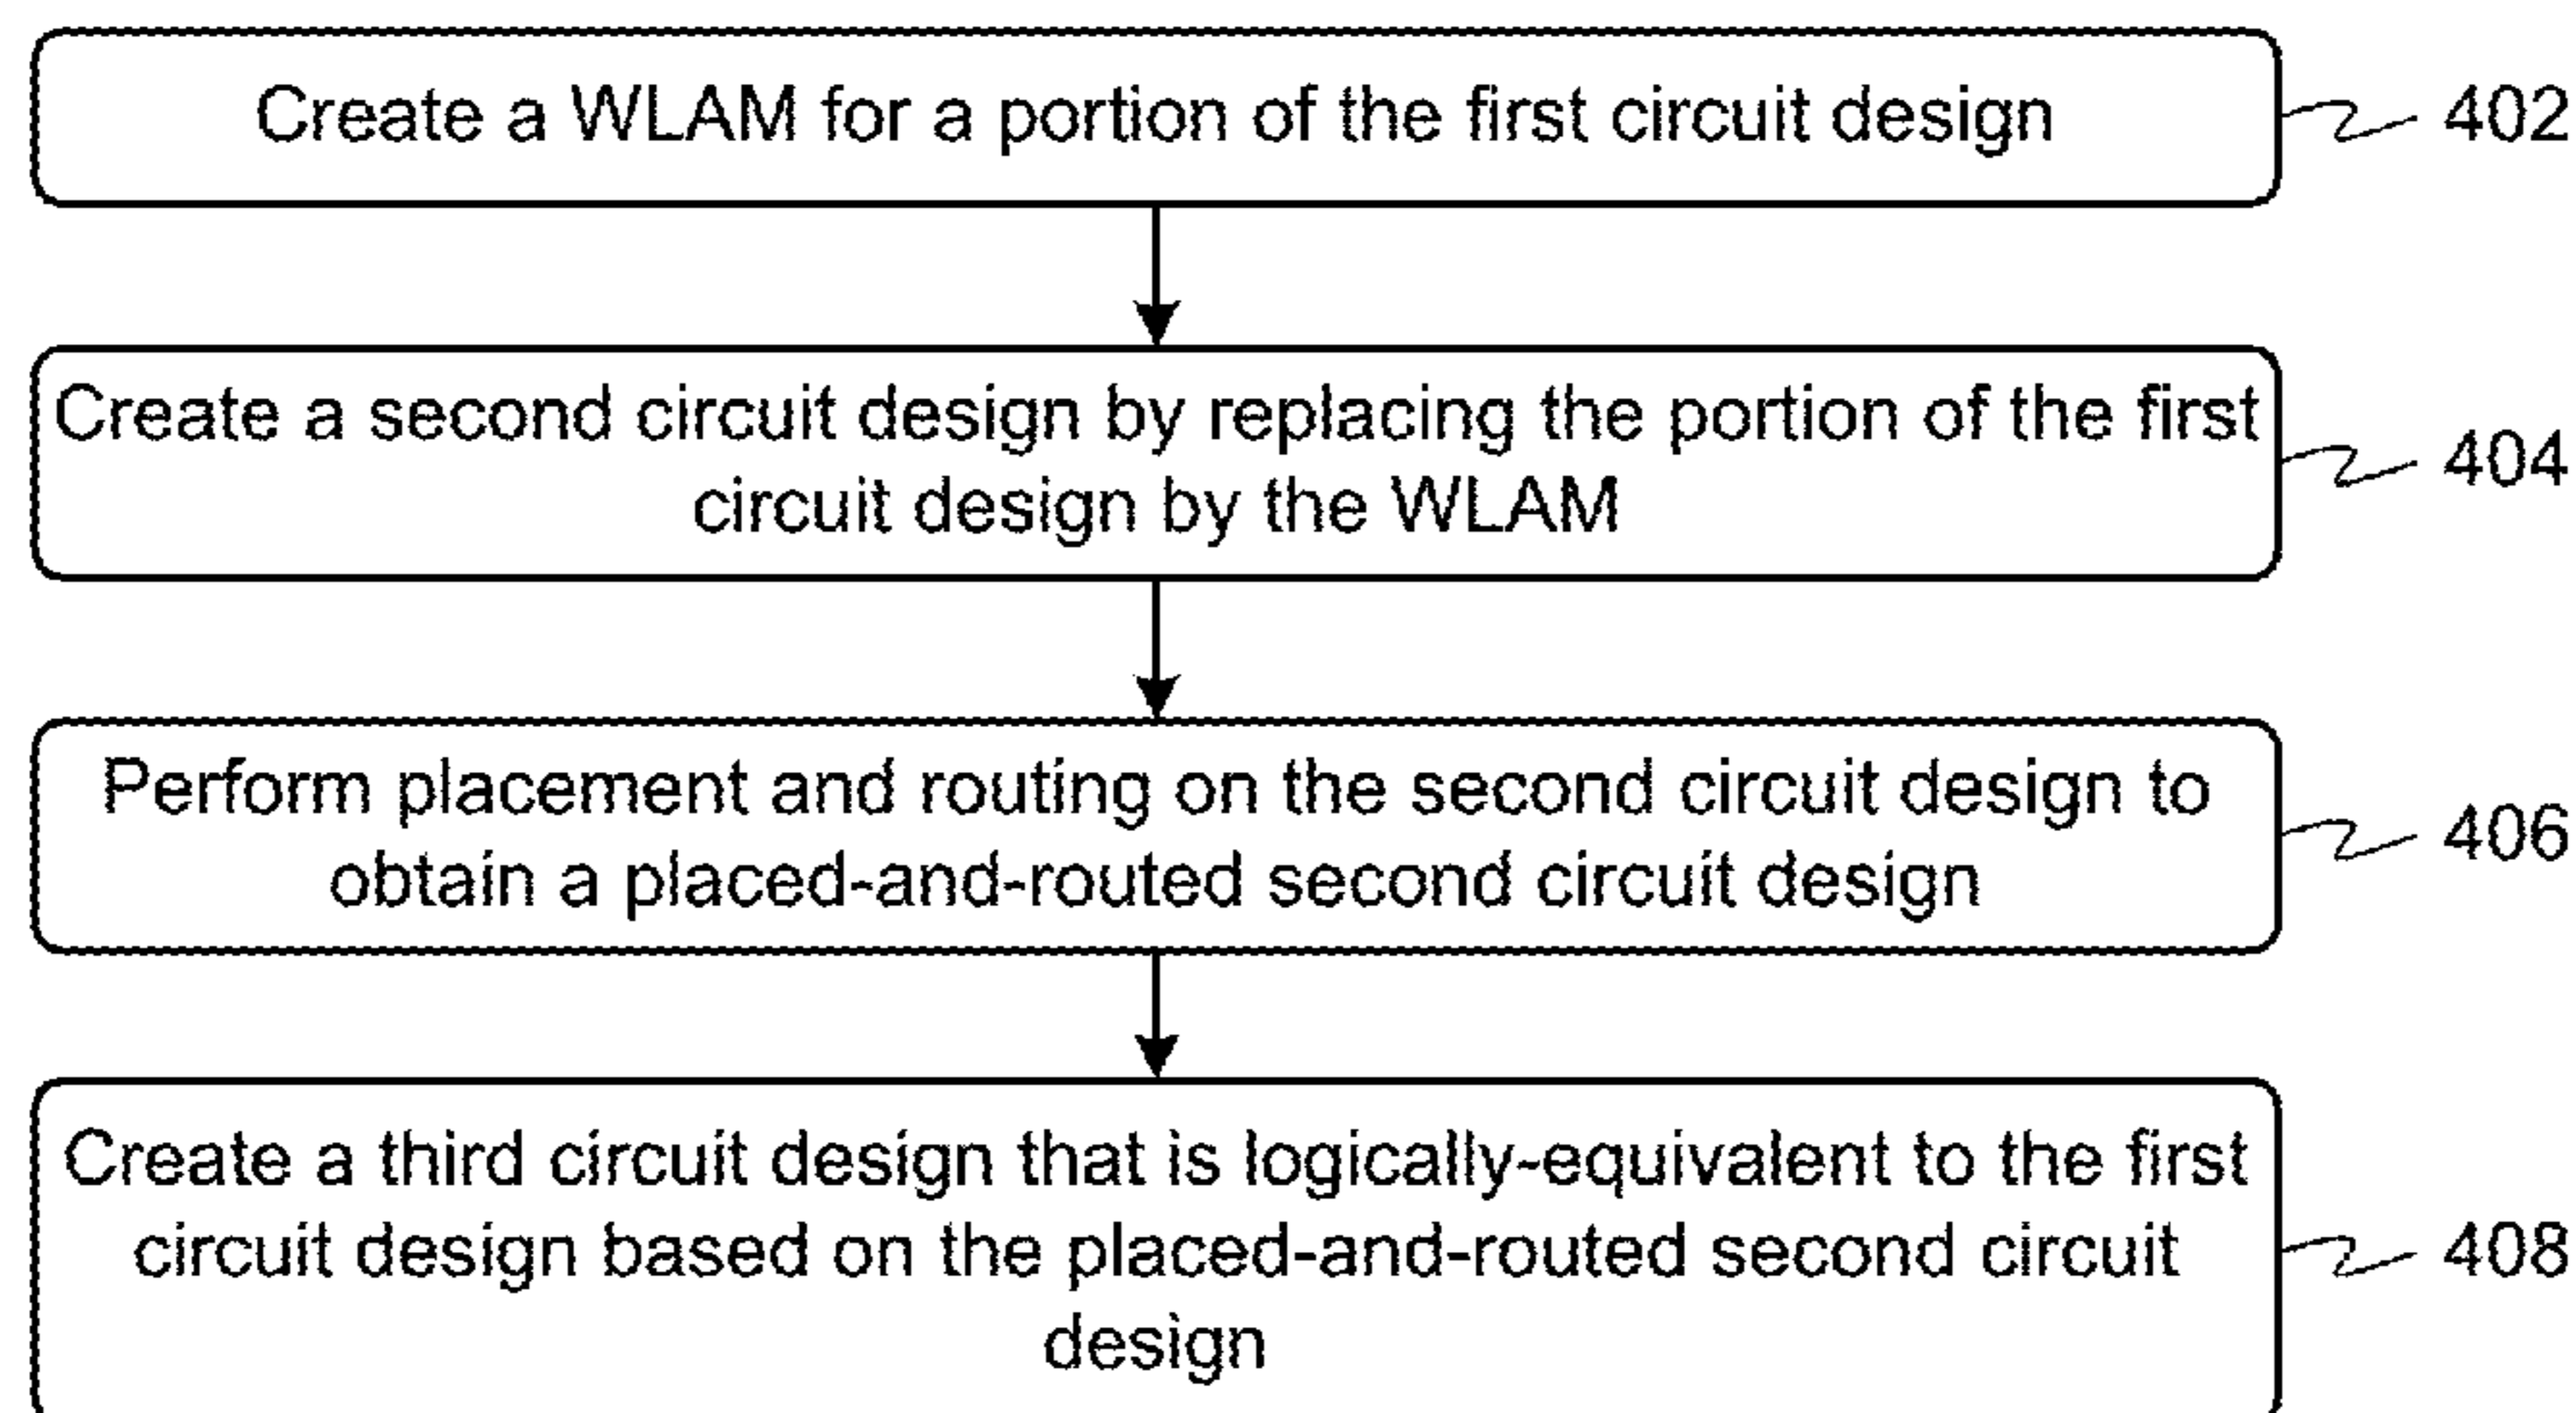 Create a WLAM for a portion of the first circuit design
402
Create a second circuit design by replacing the portion of the first
circuit design by the WLAM
404
Perform placement and routing on the second circuit design to
obtain a placed-and-routed second circuit design
406
Create a third circuit design that is logically-equivalent to the first
circuit design based on the placed-and-routed second circuit
design
408